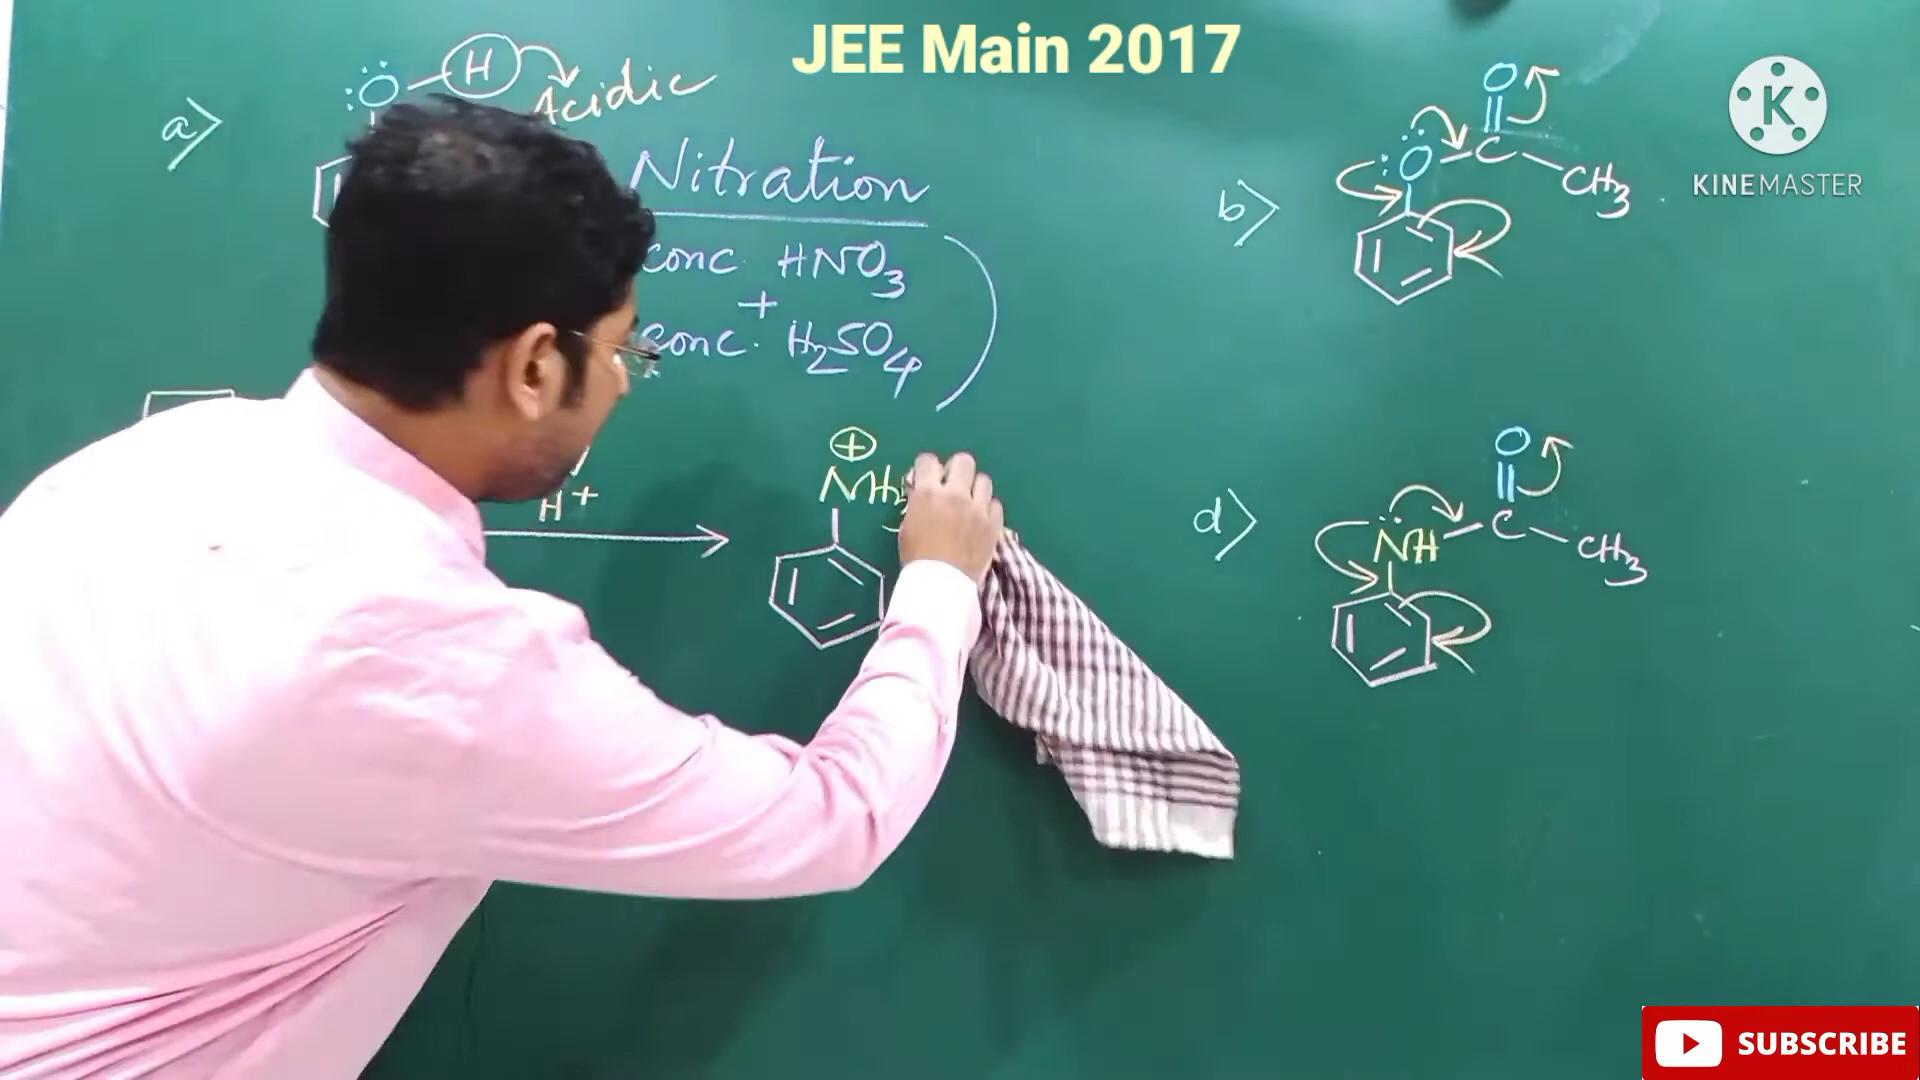 JEE Main 2017
a)
:Ö—H
Acidic
Nitration
conc. HNO3
+
conc. H2SO4
H+
+
NH3
b)
O
:Ö—C—CH3
d)
O
NH—C—CH3
K
KINEMASTER
SUBSCRIBE